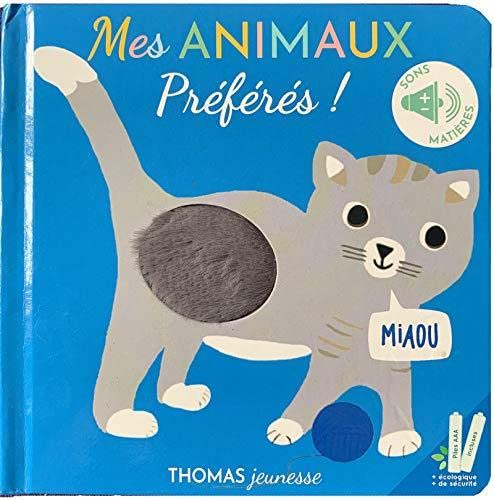 Mes ANIMAUX
Préférés !
SONS
+
-
MATIÈRES
MiAOU
Piles AAA
incluses
+ écologique
+ de sécurité
THOMAS jeunesse